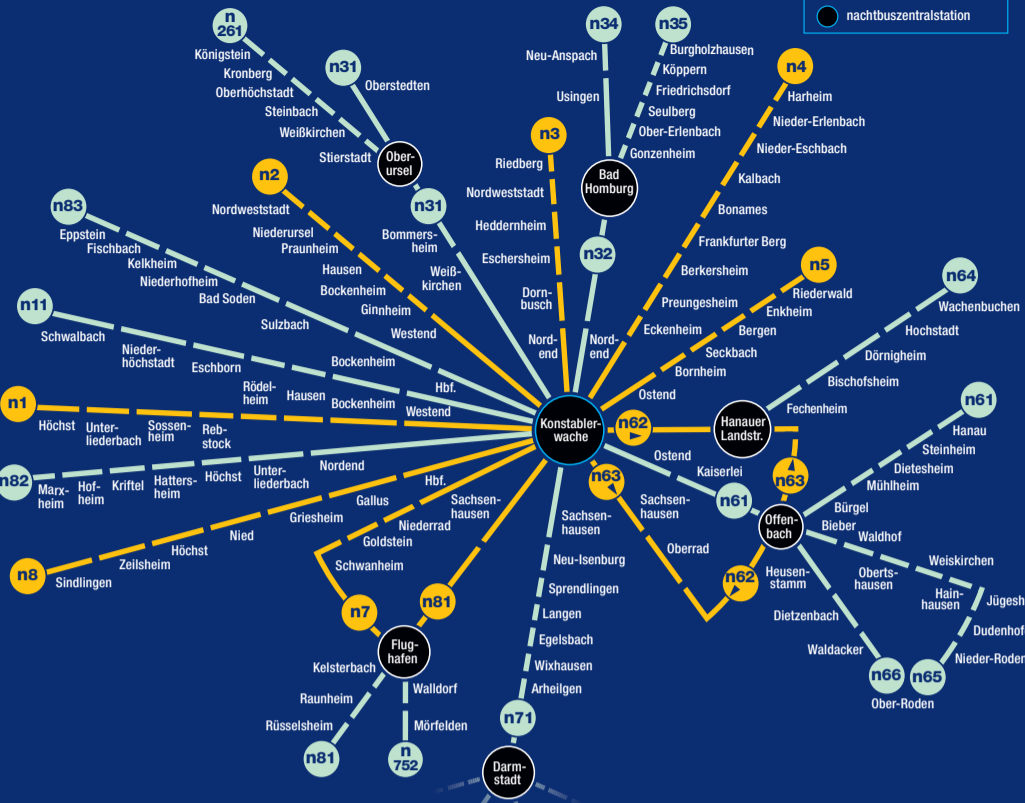 nachtbuszentralstation
n
261
Königstein
Kronberg
Oberhöchstadt
Steinbach
Weißkirchen
Stierstadt
n31
Oberstedten
Ober-
ursel
n31
Bommers-
heim
Weiß-
kirchen
n34
Neu-Anspach
Usingen
n35
Burgholzhausen
Köppern
Friedrichsdorf
Seulberg
Ober-Erlenbach
Gonzenheim
Bad
Homburg
n32
Nord-
end
n3
Riedberg
Nordweststadt
Heddernheim
Eschersheim
Dorn-
busch
Nord-
end
n4
Harheim
Nieder-Erlenbach
Nieder-Eschbach
Kalbach
Bonames
Frankfurter Berg
Berkersheim
Preungesheim
Eckenheim
n5
Riederwald
Enkheim
Bergen
Seckbach
Bornheim
Ostend
n2
Nordweststadt
Niederursel
Praunheim
Hausen
Bockenheim
Ginnheim
Westend
n83
Eppstein
Fischbach
Kelkheim
Niederhofheim
Bad Soden
Sulzbach
Bockenheim
Hbf.
n11
Schwalbach
Nieder-
höchstadt
Eschborn
Rödel-
heim
Hausen
Bockenheim
Westend
n1
Höchst
Unter-
liederbach
Sossen-
heim
Reb-
stock
n82
Marx-
heim
Hof-
heim
Kriftel
Hatters-
heim
Höchst
Unter-
liederbach
Nordend
n8
Sindlingen
Zeilsheim
Höchst
Nied
Griesheim
Gallus
Hbf.
Konstabler-
wache
n62
Hanauer
Landstr.
n64
Wachenbuchen
Hochstadt
Dörnigheim
Bischofsheim
Fechenheim
n63
Ostend
Kaiserlei
n61
Offen-
bach
n61
Hanau
Steinheim
Dietesheim
Mühlheim
Bürgel
Bieber
Waldhof
Weiskirchen
Oberts-
hausen
Hain-
hausen
Jügesh
Dudenhof
Nieder-Roden
n65
Heusen-
stamm
Dietzenbach
Waldacker
n66
Ober-Roden
n63
Sachsen-
hausen
Oberrad
n62
Sachsen-
hausen
Niederrad
Goldstein
Schwanheim
n7
n81
Flug-
hafen
Kelsterbach
Raunheim
Rüsselsheim
n81
Walldorf
Mörfelden
n
752
Sachsen-
hausen
Neu-Isenburg
Sprendlingen
Langen
Egelsbach
Wixhausen
Arheilgen
n71
Darm-
stadt